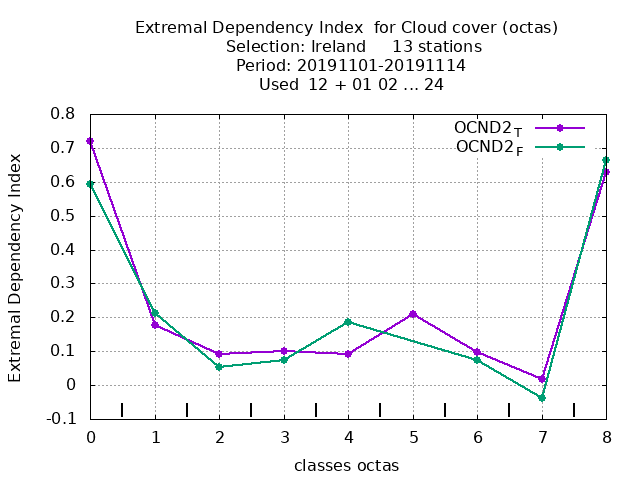 Extremal Dependency Index  for Cloud cover (octas)
Selection: Ireland     13 stations
Period: 20191101-20191114
Used  12 + 01 02 ... 24
OCND2T
OCND2F
Extremal Dependency Index
0.8
0.7
0.6
0.5
0.4
0.3
0.2
0.1
0
-0.1
0 1 2 3 4 5 6 7 8
classes octas